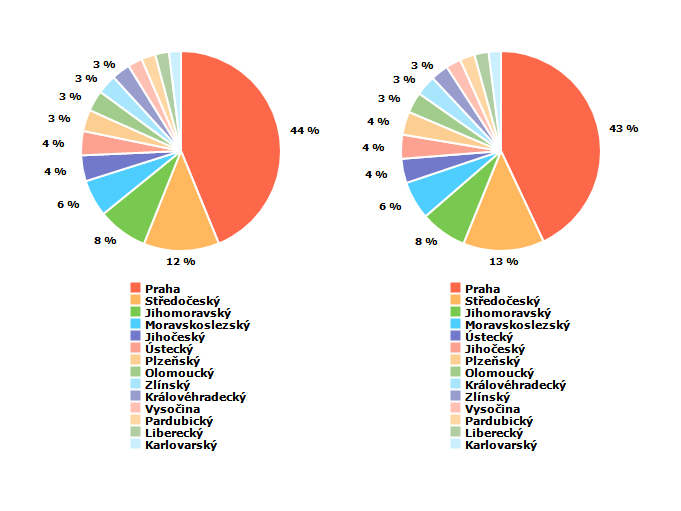 3 %
3 %
3 %
3 %
4 %
4 %
6 %
8 %
12 %
44 %
Praha
Středočeský
Jihomoravský
Moravskoslezský
Jihočeský
Ústecký
Plzeňský
Olomoucký
Zlínský
Královéhradecký
Vysočina
Pardubický
Liberecký
Karlovarský
3 %
3 %
3 %
4 %
4 %
4 %
6 %
8 %
13 %
43 %
Praha
Středočeský
Jihomoravský
Moravskoslezský
Ústecký
Jihočeský
Plzeňský
Olomoucký
Královéhradecký
Zlínský
Vysočina
Pardubický
Liberecký
Karlovarský